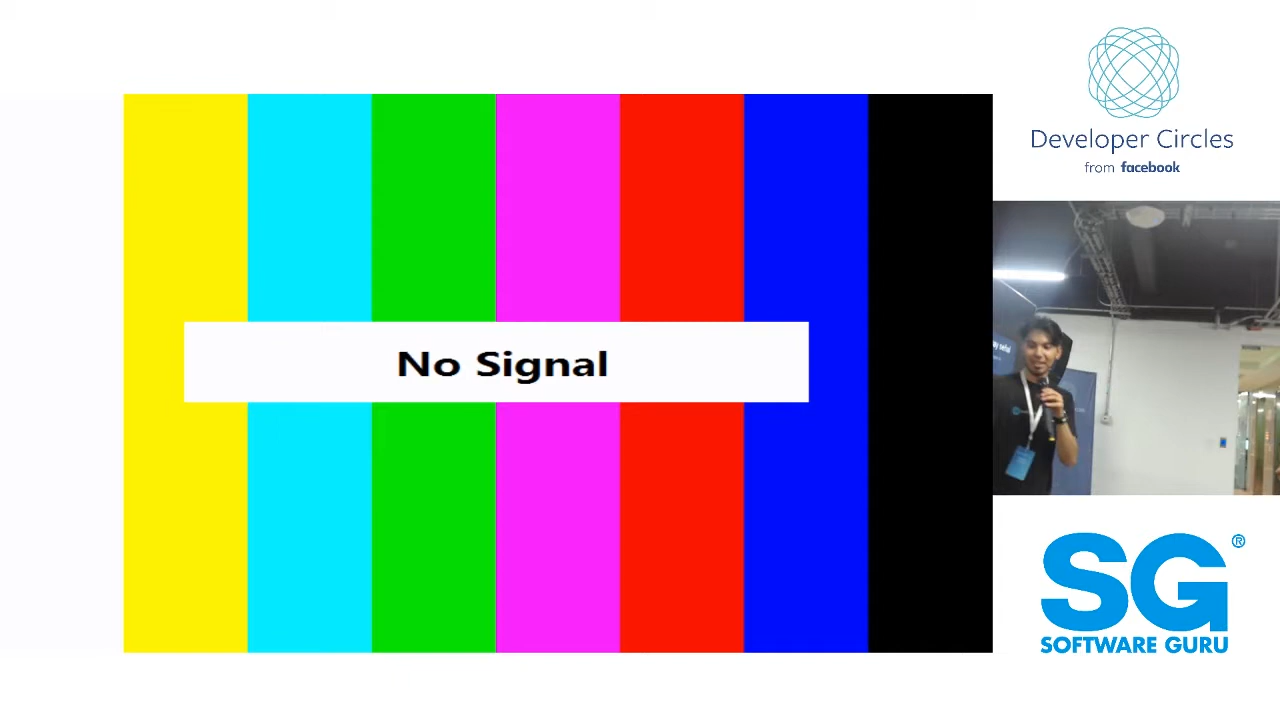 No Signal
Developer Circles
from facebook
SG®
SOFTWARE GURU